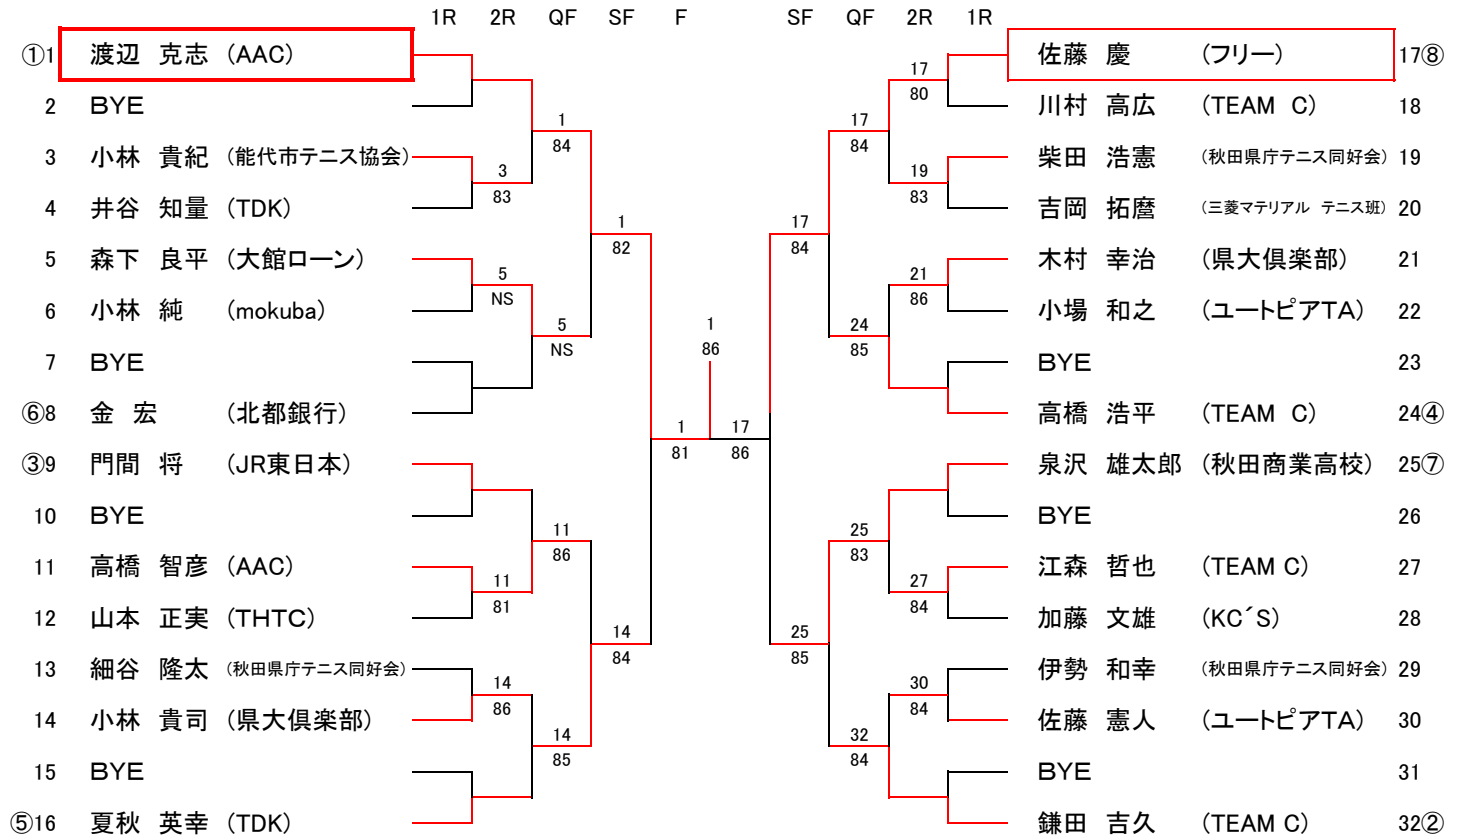 1R 2R QF SF F SF QF 2R 1R
①1 渡辺 克志 (AAC) 佐藤 慶 (フリー) 17⑧
17
2 BYE 80 川村 高広 (TEAM C) 18
1 17
84 84
3 小林 貴紀 (能代市テニス協会) 柴田 浩憲 (秋田県庁テニス同好会) 19
3 19
83 83
4 井谷 知量 (TDK) 吉岡 拓麿 (三菱マテリアル テニス班) 20
1 17
82 84
5 森下 良平 (大館ローン) 木村 幸治 (県大倶楽部) 21
5 21
NS 86
6 小林 純 (mokuba) 小場 和之 (ユートピアTA) 22
5 1 24
NS 86 85
7 BYE BYE 23
⑥8 金 宏 (北都銀行) 高橋 浩平 (TEAM C) 24④
1 17
81 86
③9 門間 将 (JR東日本) 泉沢 雄太郎 (秋田商業高校) 25⑦
10 BYE BYE 26
11 25
86 83
11 高橋 智彦 (AAC) 江森 哲也 (TEAM C) 27
11 27
81 84
12 山本 正実 (THTC) 加藤 文雄 (KC´S) 28
14 25
84 85
13 細谷 隆太 (秋田県庁テニス同好会) 伊勢 和幸 (秋田県庁テニス同好会) 29
14 30
86 84
14 小林 貴司 (県大倶楽部) 佐藤 憲人 (ユートピアTA) 30
14 32
85 84
15 BYE BYE 31
⑤16 夏秋 英幸 (TDK) 鎌田 吉久 (TEAM C) 32②